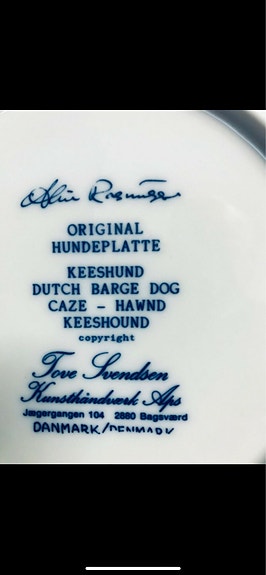 ORIGINAL
HUNDEPLATTE
KEESHUND
DUTCH BARGE DOG
CAZE - HAWND
KEESHOUND
copyright
Tove Svendsen
Kunsthåndværk Aps
Jægergangen 104 2880 Bagsværd
DANMARK/DENMARK